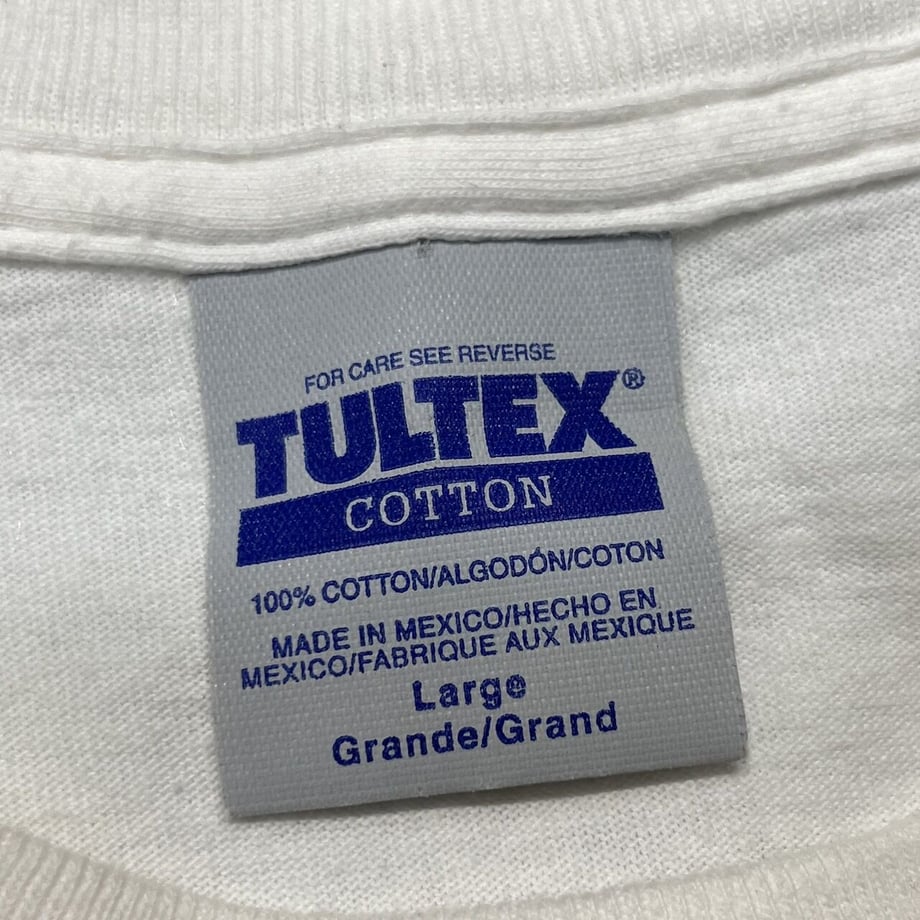 FOR CARE SEE REVERSE
TULTEX®
COTTON
100% COTTON/ALGODÓN/COTON
MADE IN MEXICO/HECHO EN
MEXICO/FABRIQUE AUX MEXIQUE
Large
Grande/Grand